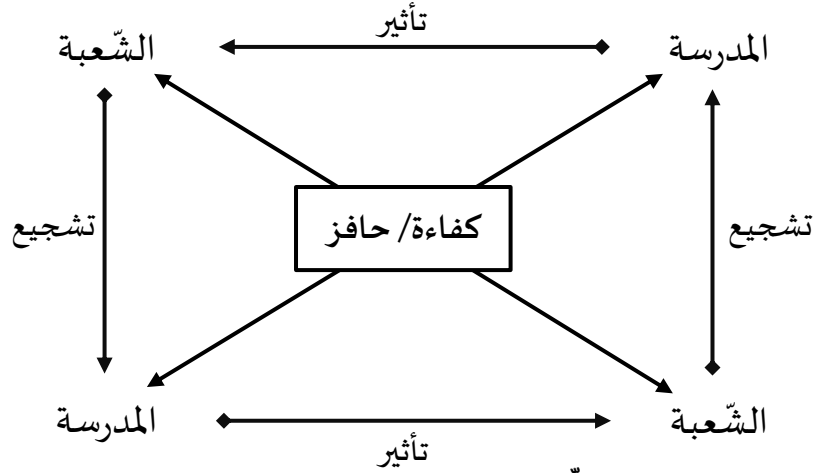 تأثير
المدرسة
الشّعبة
كفاءة/ حافز
تشجيع
تشجيع
الشّعبة
المدرسة
تأثير